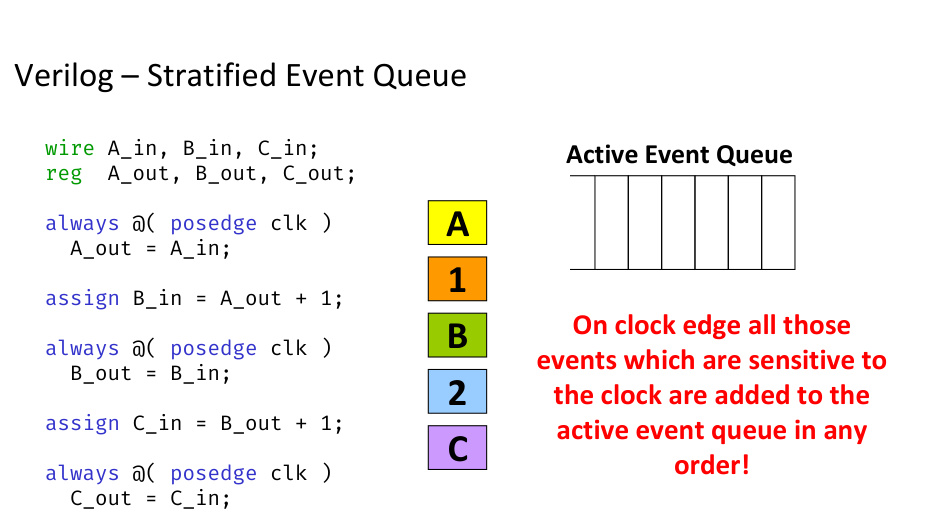 Verilog – Stratified Event Queue
wire A_in, B_in, C_in;
reg  A_out, B_out, C_out;
always @( posedge clk )
  A_out = A_in;
assign B_in = A_out + 1;
always @( posedge clk )
  B_out = B_in;
assign C_in = B_out + 1;
always @( posedge clk )
  C_out = C_in;
A
1
B
2
C
Active Event Queue
On clock edge all those
events which are sensitive to
the clock are added to the
active event queue in any
order!